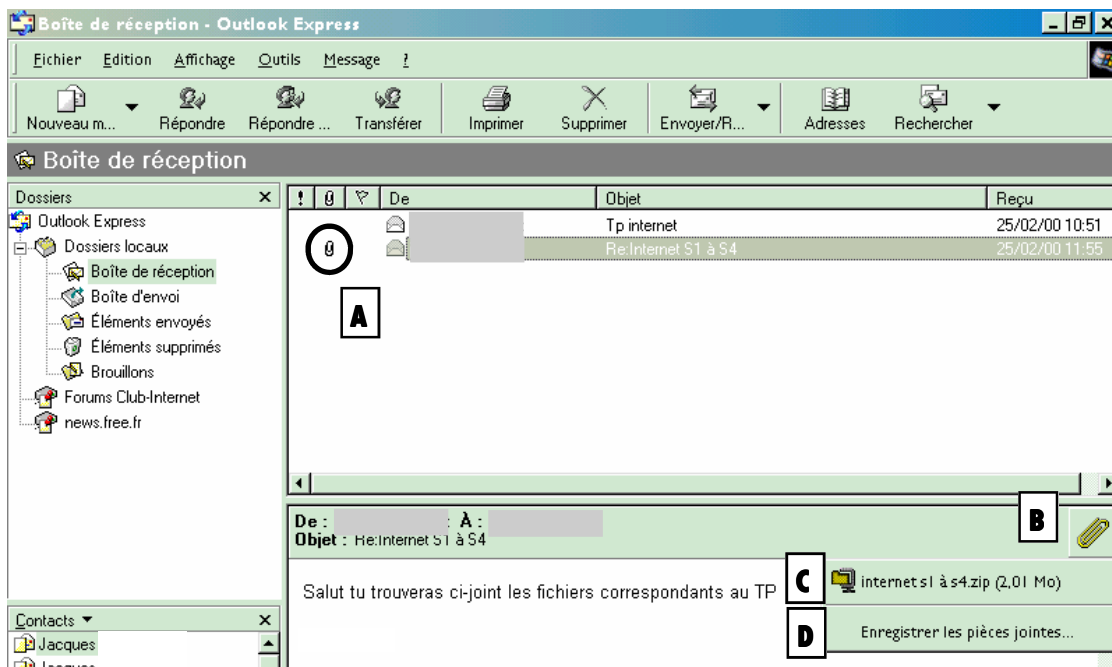 Boîte de réception - Outlook Express
Fichier Edition Affichage Outils Message ?
Nouveau m... Répondre Répondre ... Transférer Imprimer Supprimer Envoyer/R... Adresses Rechercher
Boîte de réception
Dossiers
Outlook Express
Dossiers locaux
Boîte de réception
Boîte d'envoi
Éléments envoyés
Éléments supprimés
Brouillons
Forums Club-Internet
news.free.fr
! De Objet Reçu
Tp internet 25/02/00 10:51
Re:Internet S1 à S4 25/02/00 11:55
A
De : : À :
Objet : Re:Internet S1 à S4
B
Salut tu trouveras ci-joint les fichiers correspondants au TP
C
internet s1 à s4.zip (2,01 Mo)
D
Enregistrer les pièces jointes...
Contacts
Jacques
Jacques